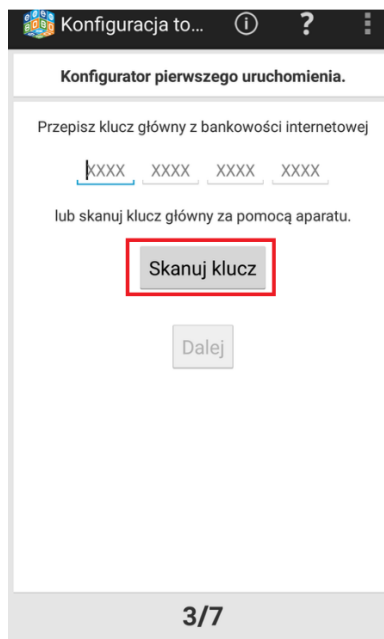 Konfiguracja to...
Konfigurator pierwszego uruchomienia.
Przepisz klucz główny z bankowości internetowej
XXXX XXXX XXXX XXXX
lub skanuj klucz główny za pomocą aparatu.
Skanuj klucz
Dalej
3/7